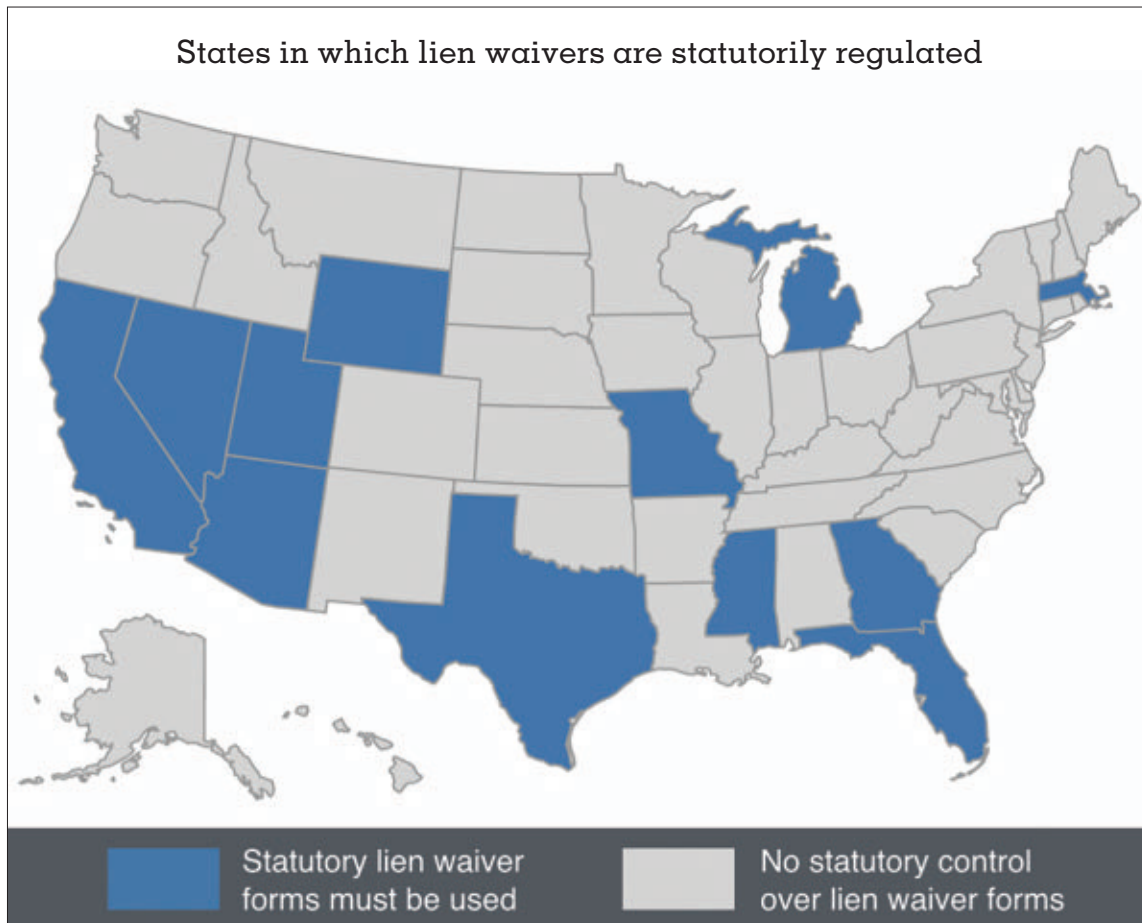 States in which lien waivers are statutorily regulated
Statutory lien waiver
forms must be used
No statutory control
over lien waiver forms